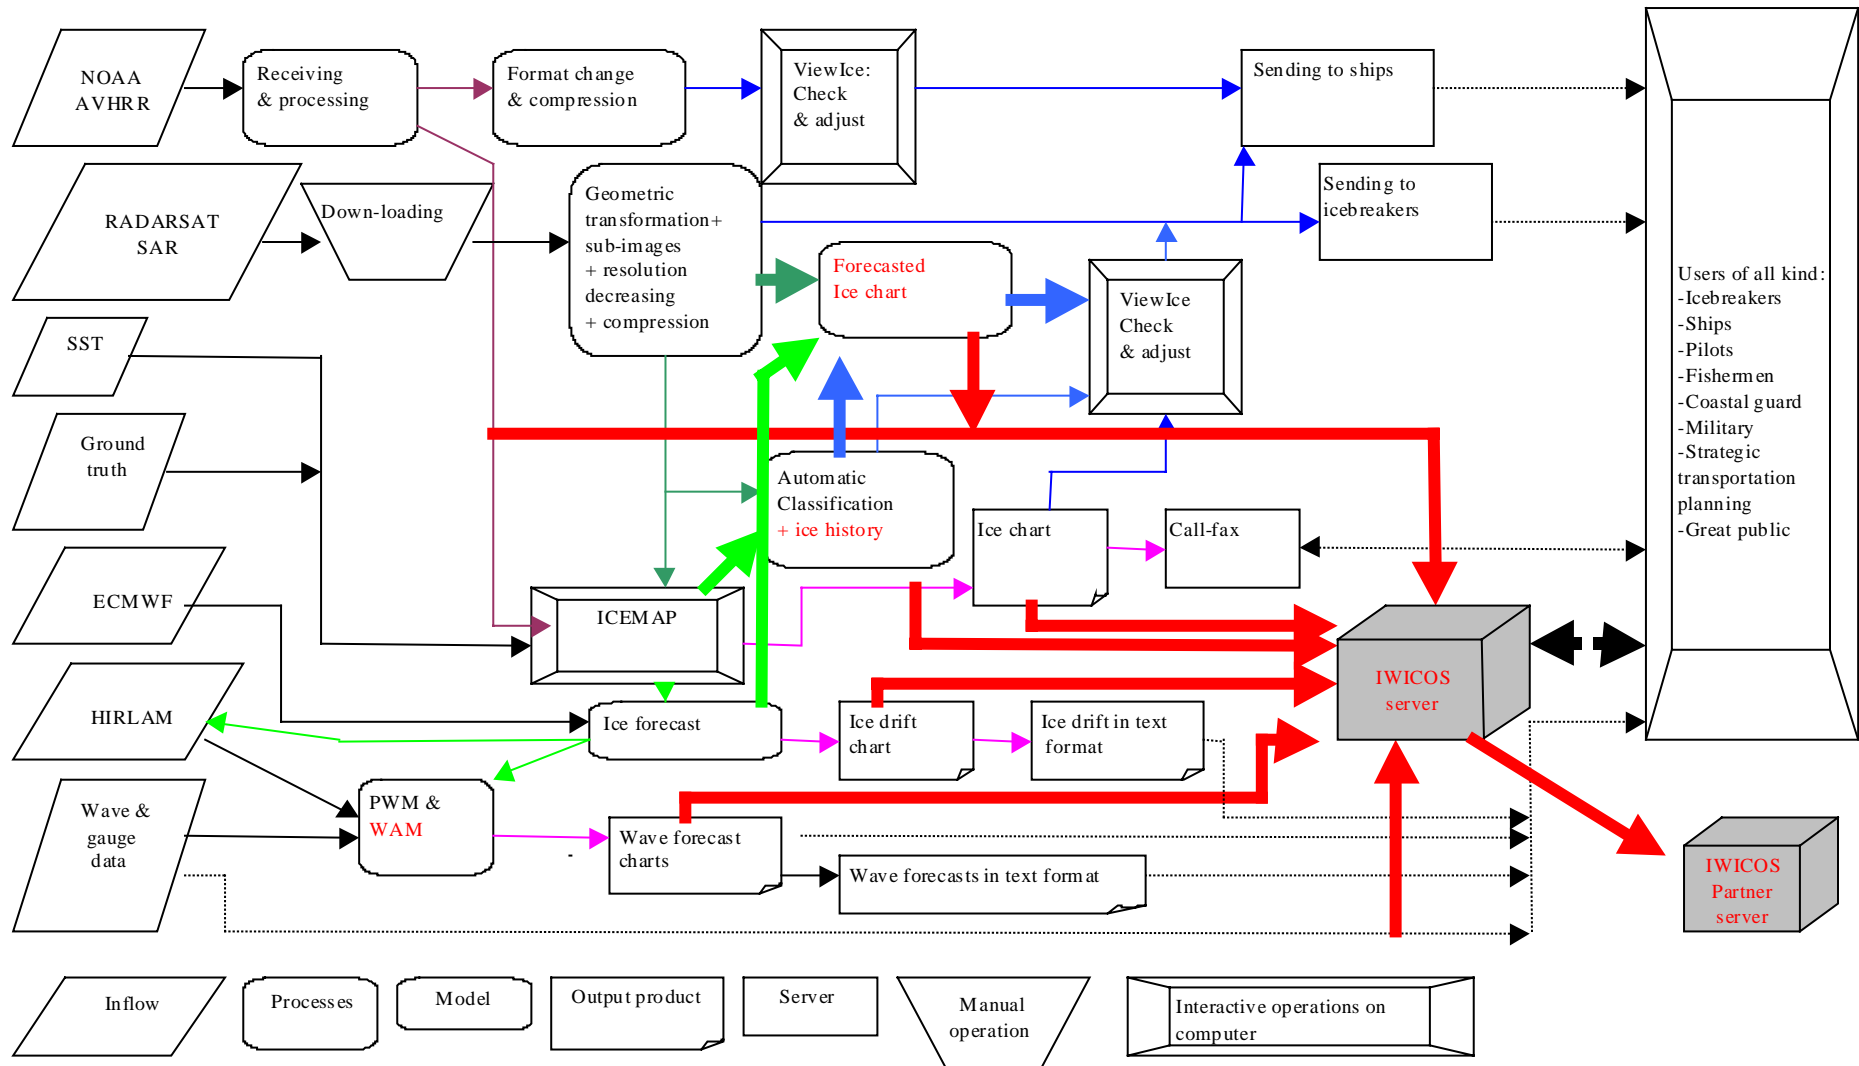 NOAA
AVHRR
Receiving
& processing
Format change
& compression
ViewIce:
Check
& adjust
Sending to ships
RADARSAT
SAR
Down-loading
Geometric
transformation+
sub-images
+ resolution
decreasing
+ compression
Forecasted
Ice chart
Sending to
icebreakers
ViewIce
Check
& adjust
Users of all kind:
-Icebreakers
-Ships
-Pilots
-Fishermen
-Coastal guard
-Military
-Strategic
transportation
planning
-Great public
SST
Ground
truth
Automatic
Classification
+ ice history
Ice chart
Call-fax
ECMWF
ICEMAP
HIRLAM
Ice forecast
Ice drift
chart
Ice drift in text
format
IWICOS
server
Wave &
gauge
data
PWM &
WAM
-
Wave forecast
charts
Wave forecasts in text format
IWICOS
Partner
server
Inflow
Processes
Model
Output product
Server
Manual
operation
Interactive operations on
computer